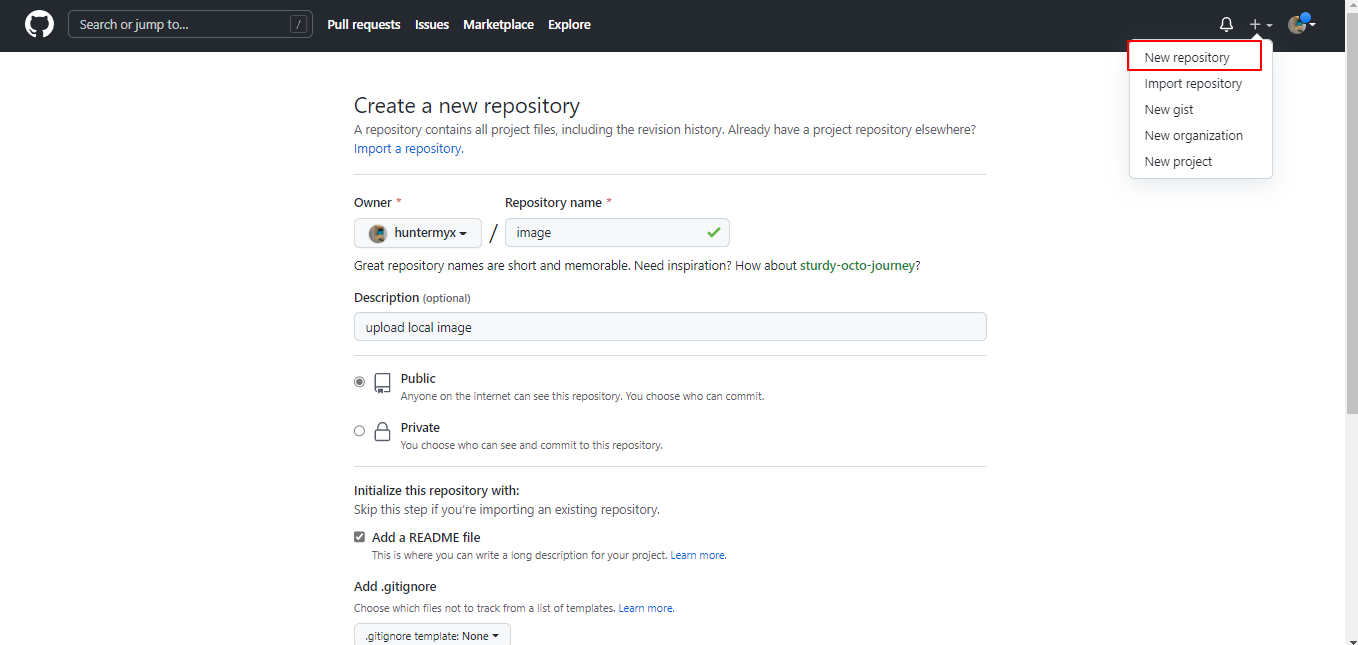 Search or jump to... /
Pull requests Issues Marketplace Explore
New repository
Import repository
New gist
New organization
New project
Create a new repository
A repository contains all project files, including the revision history. Already have a project repository elsewhere?
Import a repository.
Owner * Repository name *
huntermyx / image
Great repository names are short and memorable. Need inspiration? How about sturdy-octo-journey?
Description (optional)
upload local image
Public
Anyone on the internet can see this repository. You choose who can commit.
Private
You choose who can see and commit to this repository.
Initialize this repository with:
Skip this step if you're importing an existing repository.
Add a README file
This is where you can write a long description for your project. Learn more.
Add .gitignore
Choose which files not to track from a list of templates. Learn more.
.gitignore template: None